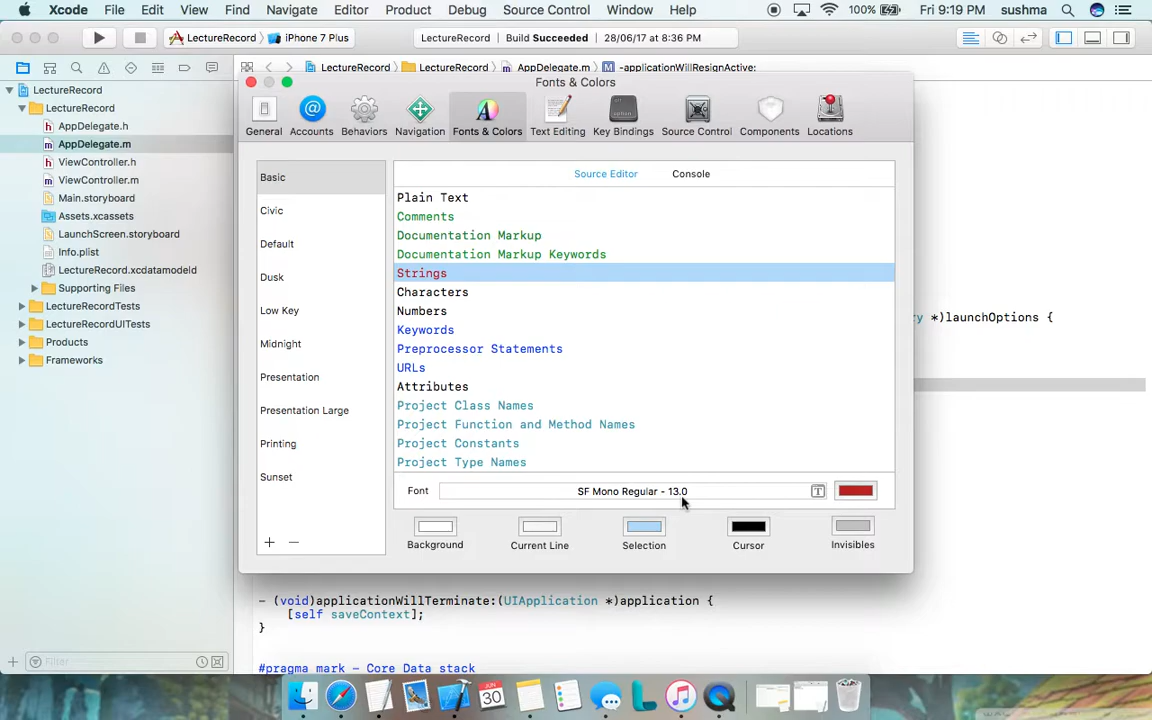 Xcode File Edit View Find Navigate Editor Product Debug Source Control Window Help 100% Fri 9:19 PM sushma
LectureRecord iPhone 7 Plus LectureRecord Build Succeeded 28/06/17 at 8:36 PM
LectureRecord LectureRecord AppDelegate.m M -applicationWillResignActive:
Fonts & Colors
General Accounts Behaviors Navigation Fonts & Colors Text Editing Key Bindings Source Control Components Locations
LectureRecord
LectureRecord
AppDelegate.h
AppDelegate.m
ViewController.h
ViewController.m
Main.storyboard
Assets.xcassets
LaunchScreen.storyboard
Info.plist
LectureRecord.xcdatamodeld
Supporting Files
LectureRecordTests
LectureRecordUITests
Products
Frameworks
Filter
Basic
Civic
Default
Dusk
Low Key
Midnight
Presentation
Presentation Large
Printing
Sunset
Source Editor Console
Plain Text
Comments
Documentation Markup
Documentation Markup Keywords
Strings
Characters
Numbers
Keywords
Preprocessor Statements
URLs
Attributes
Project Class Names
Project Function and Method Names
Project Constants
Project Type Names
Font SF Mono Regular - 13.0 T
Background Current Line Selection Cursor Invisibles
ry *)launchOptions {
- (void)applicationWillTerminate:(UIApplication *)application {
[self saveContext];
}
#pragma mark - Core Data stack
JUN
30